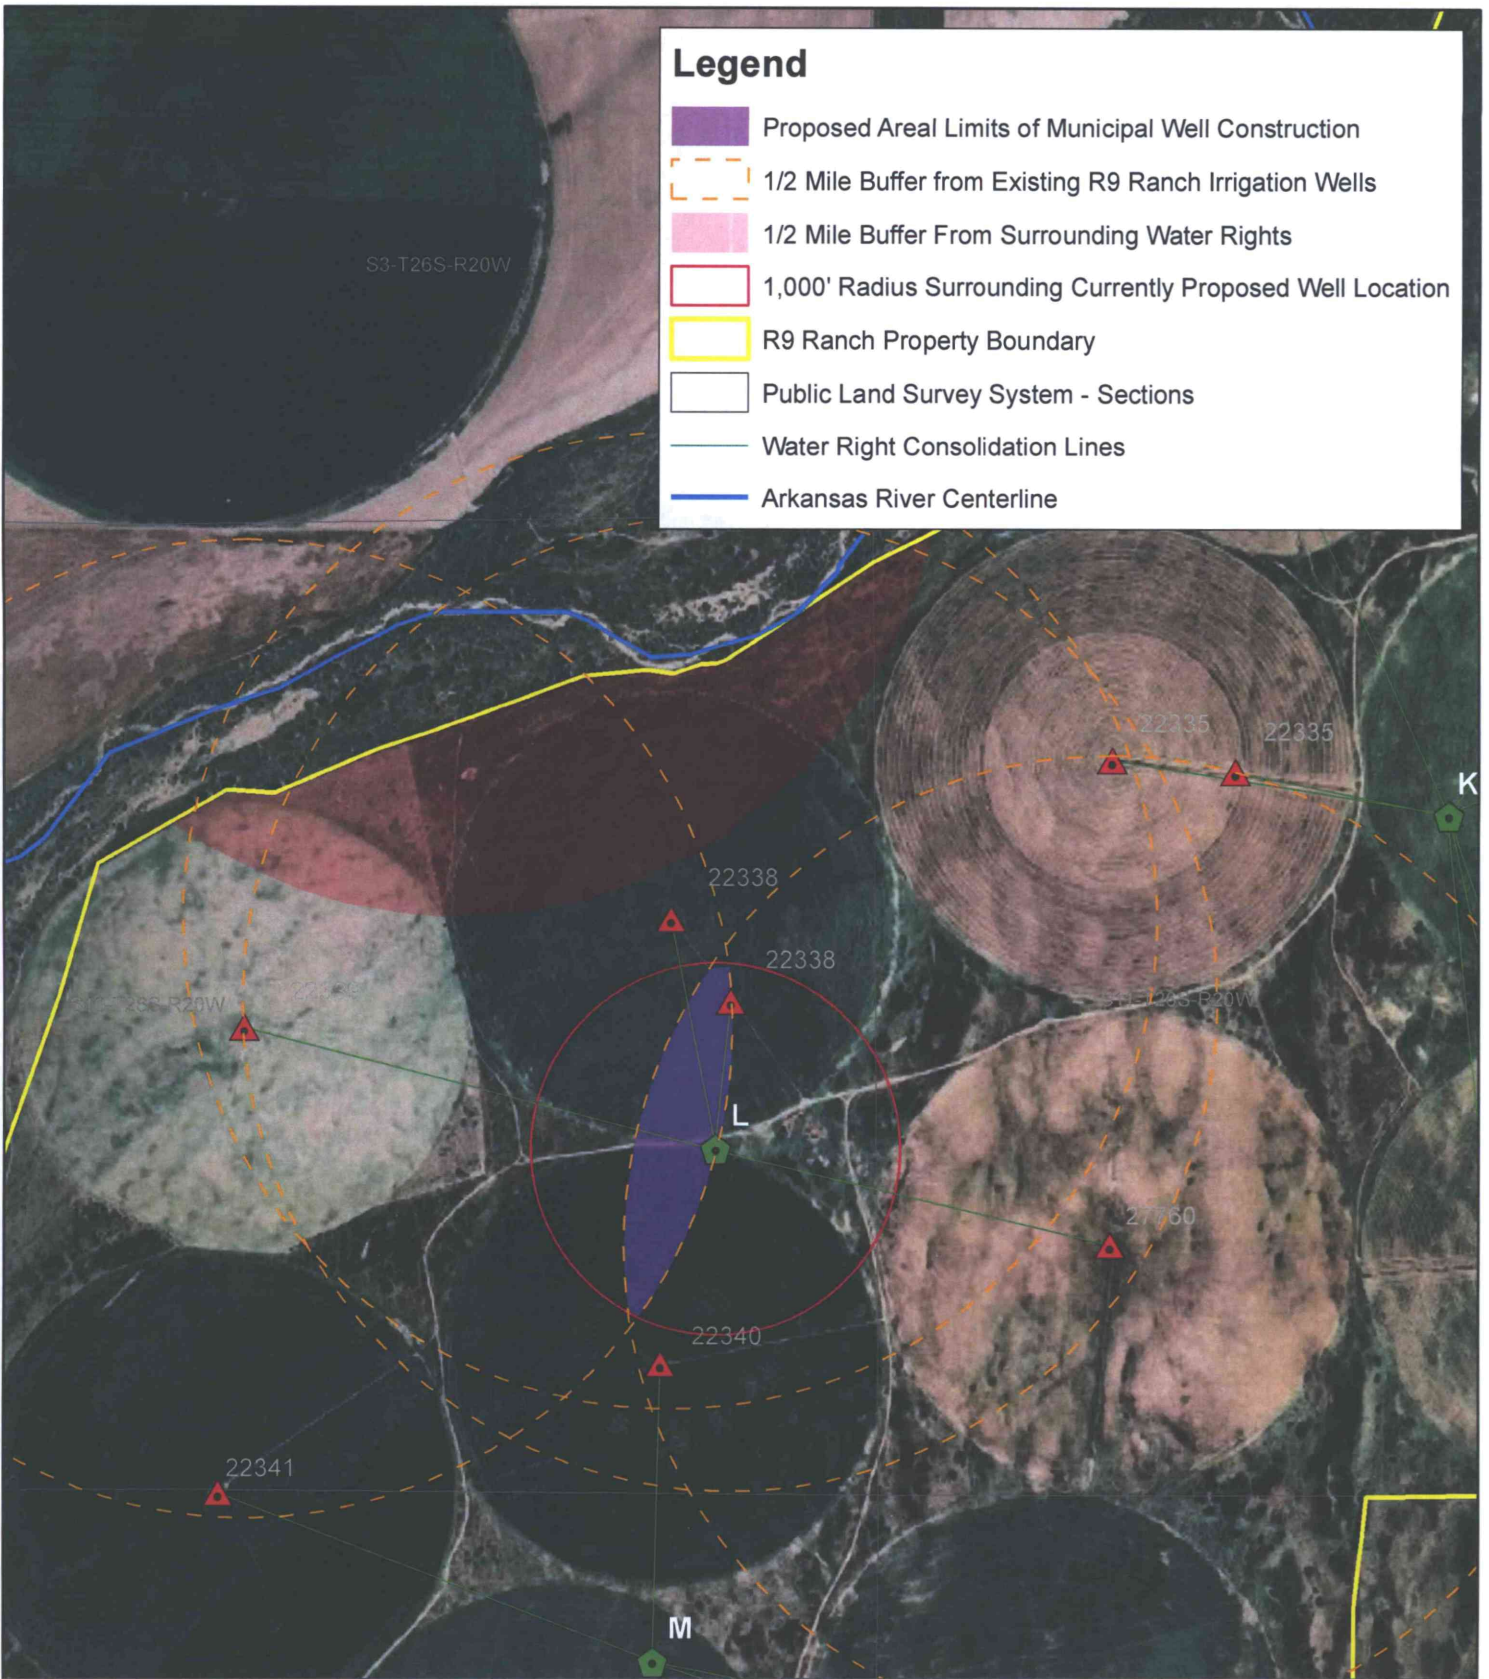 Legend
Proposed Areal Limits of Municipal Well Construction
1/2 Mile Buffer from Existing R9 Ranch Irrigation Wells
1/2 Mile Buffer From Surrounding Water Rights
1,000' Radius Surrounding Currently Proposed Well Location
R9 Ranch Property Boundary
Public Land Survey System - Sections
Water Right Consolidation Lines
Arkansas River Centerline
S3-T26S-R20W
22335
22335
K
22338
22338
L
27760
22340
22341
M